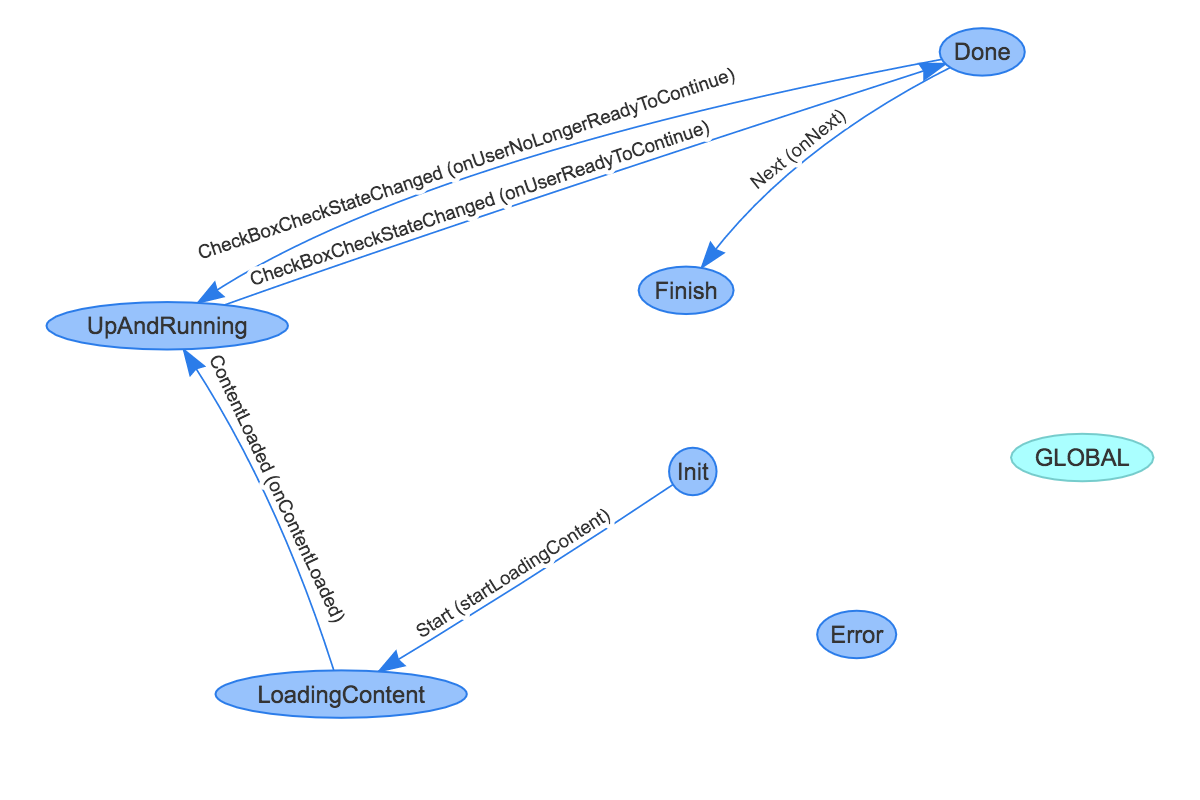 Done
CheckBoxCheckStateChanged (onUserNoLongerReadyToContinue)
CheckBoxCheckStateChanged (onUserReadyToContinue)
Next (onNext)
Finish
UpAndRunning
ContentLoaded (onContentLoaded)
Init
GLOBAL
Start (startLoadingContent)
Error
LoadingContent